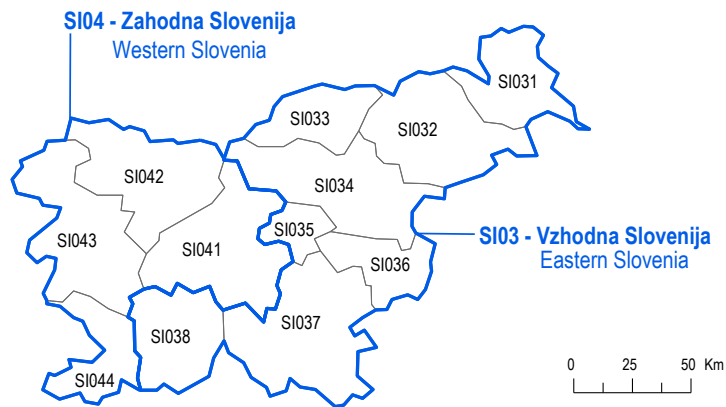 SI04 - Zahodna Slovenija
Western Slovenia
SI031
SI033
SI032
SI042
SI034
SI035
SI043
SI041
SI03 - Vzhodna Slovenija
Eastern Slovenia
SI036
SI037
SI038
SI044
0 25 50 Km